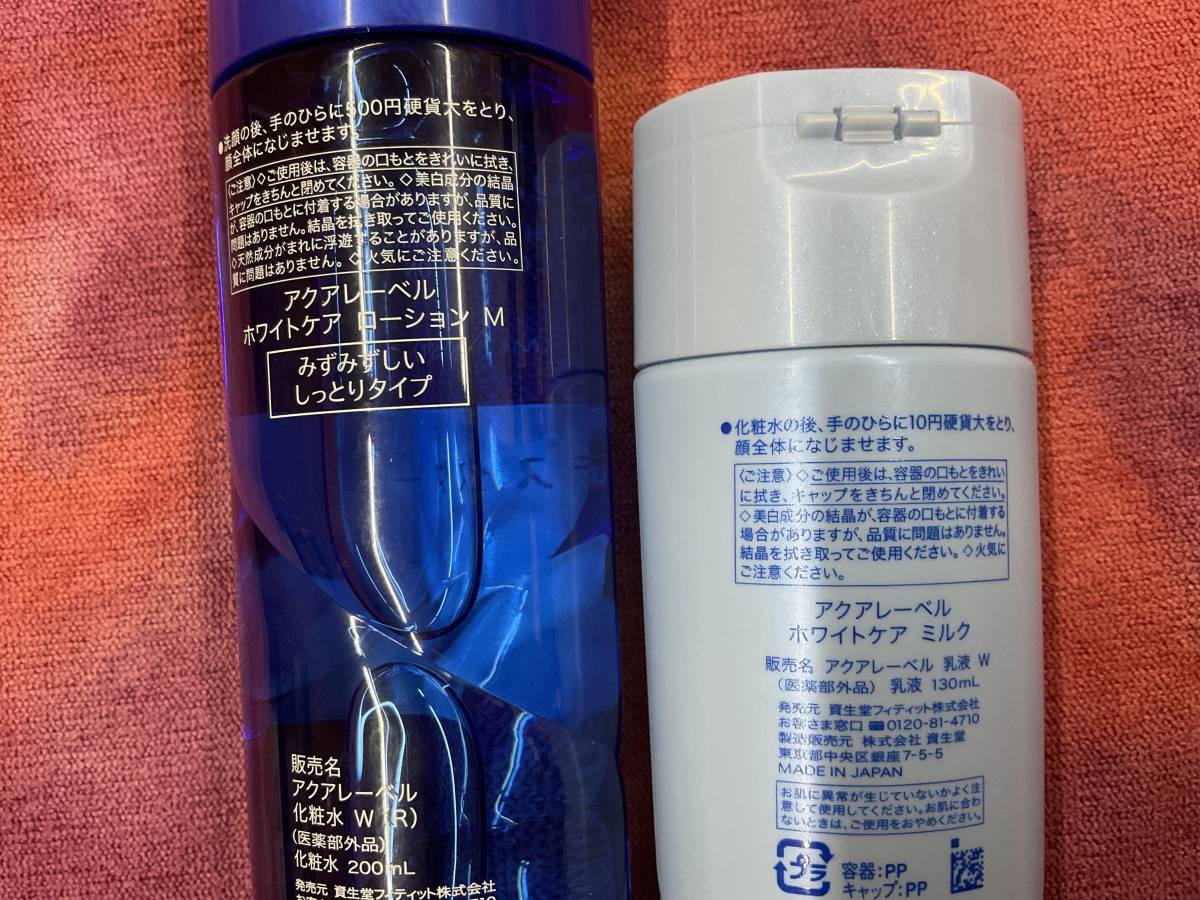 ●洗顔の後、手のひらに500円硬貨大をとり、
顔全体になじませます。
〈ご注意〉◇ご使用後は、容器の口もとをきれいに拭き、
キャップをきちんと閉めてください。◇美白成分の結晶
が、容器の口もとに付着する場合がありますが、品質に
問題はありません。結晶を拭き取ってご使用ください。
◇天然成分がまれに浮遊することがありますが、品
質に問題はありません。◇火気にご注意ください。
アクアレーベル
ホワイトケア ローション M
みずみずしい
しっとりタイプ
販売名
アクアレーベル
化粧水 W (R)
(医薬部外品)
化粧水 200mL
発売元 資生堂フィティット株式会社
●化粧水の後、手のひらに10円硬貨大をとり、
顔全体になじませます。
〈ご注意〉◇ご使用後は、容器の口もとをきれい
に拭き、キャップをきちんと閉めてください。
◇美白成分の結晶が、容器の口もとに付着する
場合がありますが、品質に問題はありません。
結晶を拭き取ってご使用ください。◇火気に
ご注意ください。
アクアレーベル
ホワイトケア ミルク
販売名 アクアレーベル 乳液 W
(医薬部外品) 乳液 130mL
発売元 資生堂フィティット株式会社
お客さま窓口 0120-81-4710
製造販売元 株式会社 資生堂
東京都中央区銀座7-5-5
MADE IN JAPAN
お肌に異常が生じていないかよく注
意して使用してください。お肌に合わ
ないときは、ご使用をおやめください。
プラ
容器:PP
キャップ:PP